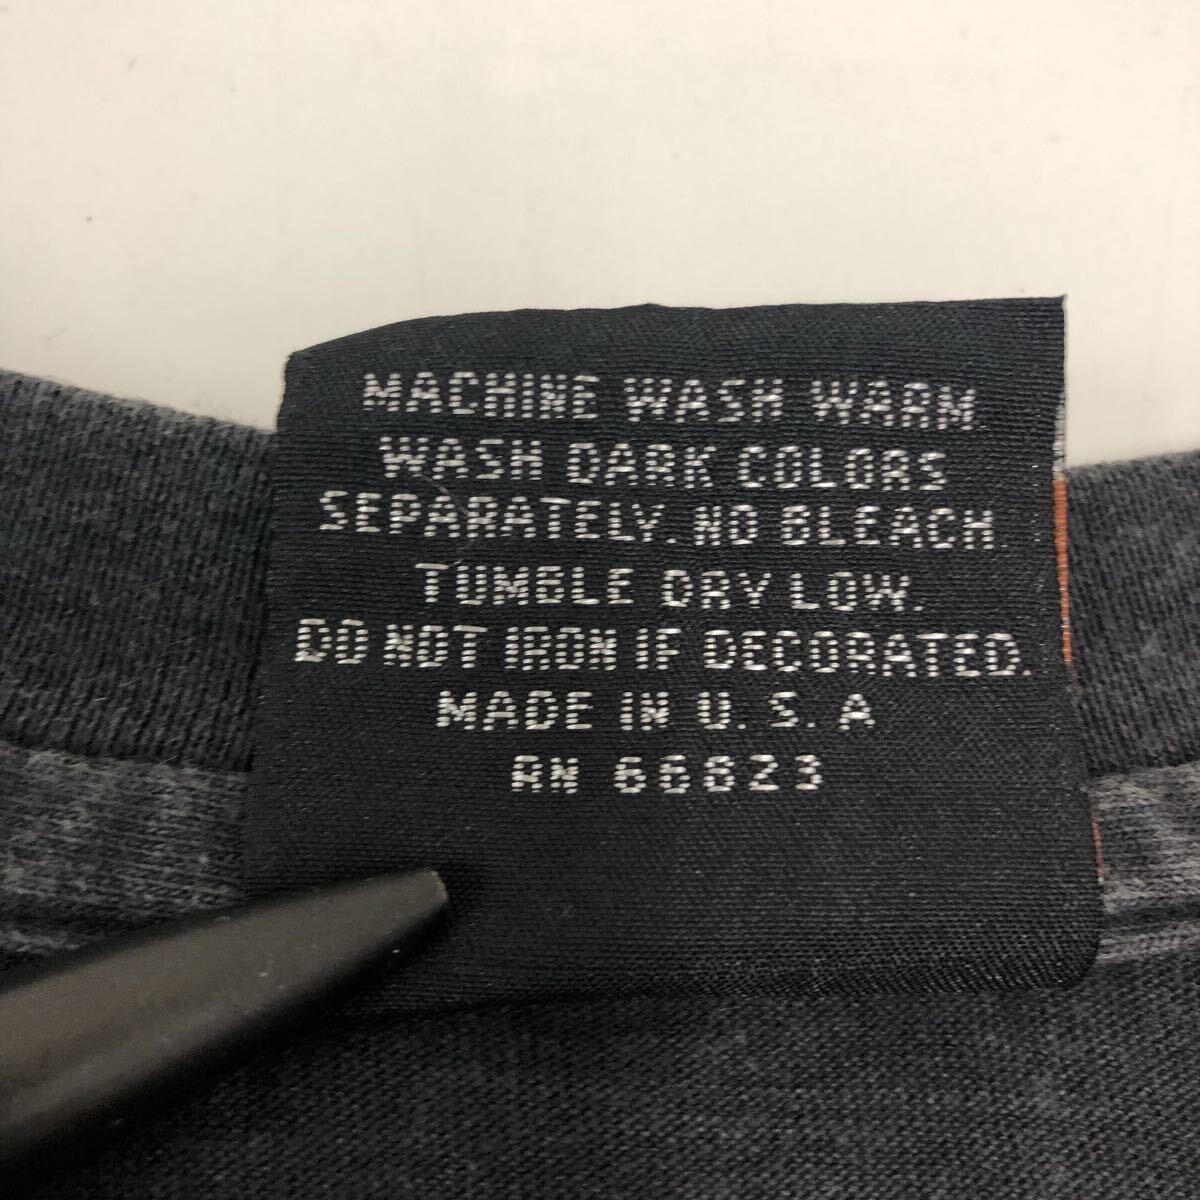 MACHINE WASH WARM.
WASH DARK COLORS
SEPARATELY. NO BLEACH.
TUMBLE DRY LOW.
DO NOT IRON IF DECORATED.
MADE IN U. S. A
RN 66823